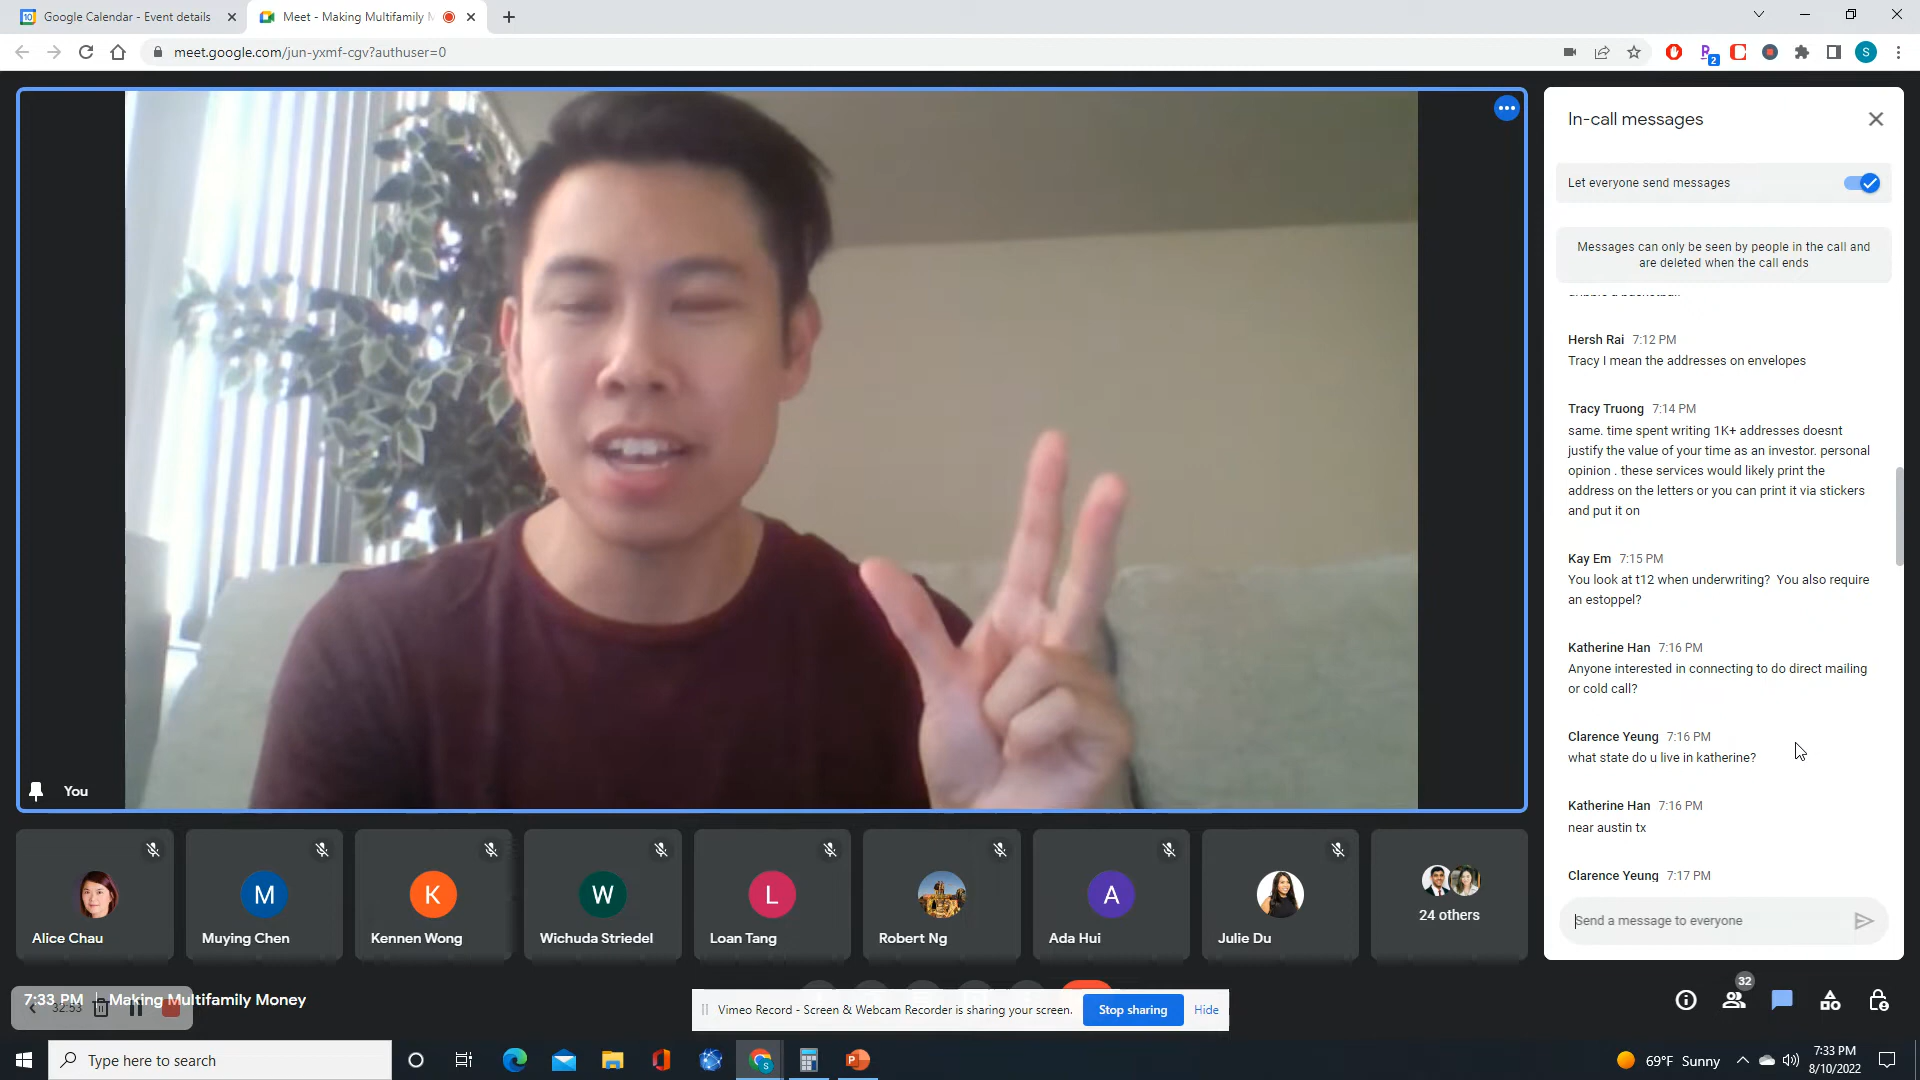 Google Calendar - Event details
Meet - Making Multifamily M
meet.google.com/jun-yxmf-cgv?authuser=0
2
S
In-call messages
Let everyone send messages
Messages can only be seen by people in the call and
are deleted when the call ends
Hersh Rai 7:12 PM
Tracy I mean the addresses on envelopes
Tracy Truong 7:14 PM
same. time spent writing 1K+ addresses doesnt
justify the value of your time as an investor. personal
opinion . these services would likely print the
address on the letters or you can print it via stickers
and put it on
Kay Em 7:15 PM
You look at t12 when underwriting? You also require
an estoppel?
Katherine Han 7:16 PM
Anyone interested in connecting to do direct mailing
or cold call?
Clarence Yeung 7:16 PM
what state do u live in katherine?
Katherine Han 7:16 PM
near austin tx
Clarence Yeung 7:17 PM
Send a message to everyone
You
M
K
W
L
A
24 others
Alice Chau
Muying Chen
Kennen Wong
Wichuda Striedel
Loan Tang
Robert Ng
Ada Hui
Julie Du
7:33 PM | Making Multifamily Money
32:53
Vimeo Record - Screen & Webcam Recorder is sharing your screen.
Stop sharing
Hide
32
Type here to search
69°F Sunny
7:33 PM
8/10/2022